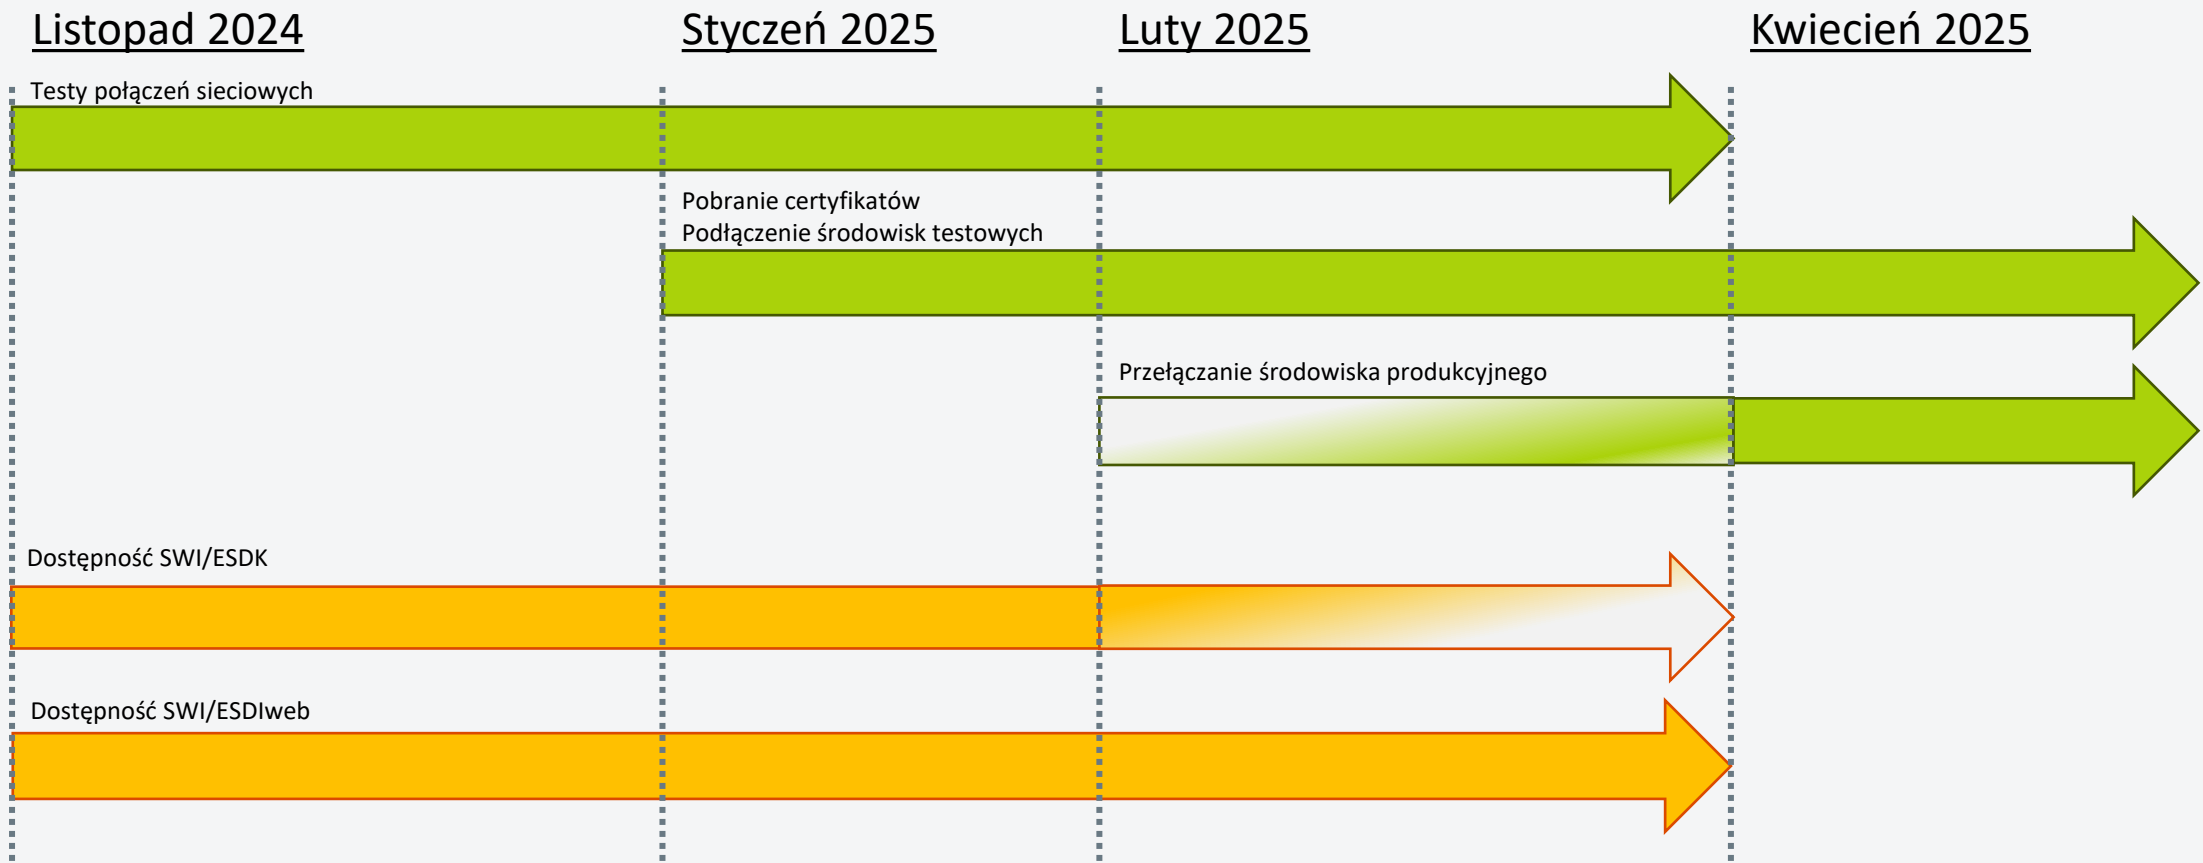 Listopad 2024
Styczeń 2025
Luty 2025
Kwiecień 2025
Testy połączeń sieciowych
Pobranie certyfikatów
Podłączenie środowisk testowych
Przełączanie środowiska produkcyjnego
Dostępność SWI/ESDK
Dostępność SWI/ESDIweb